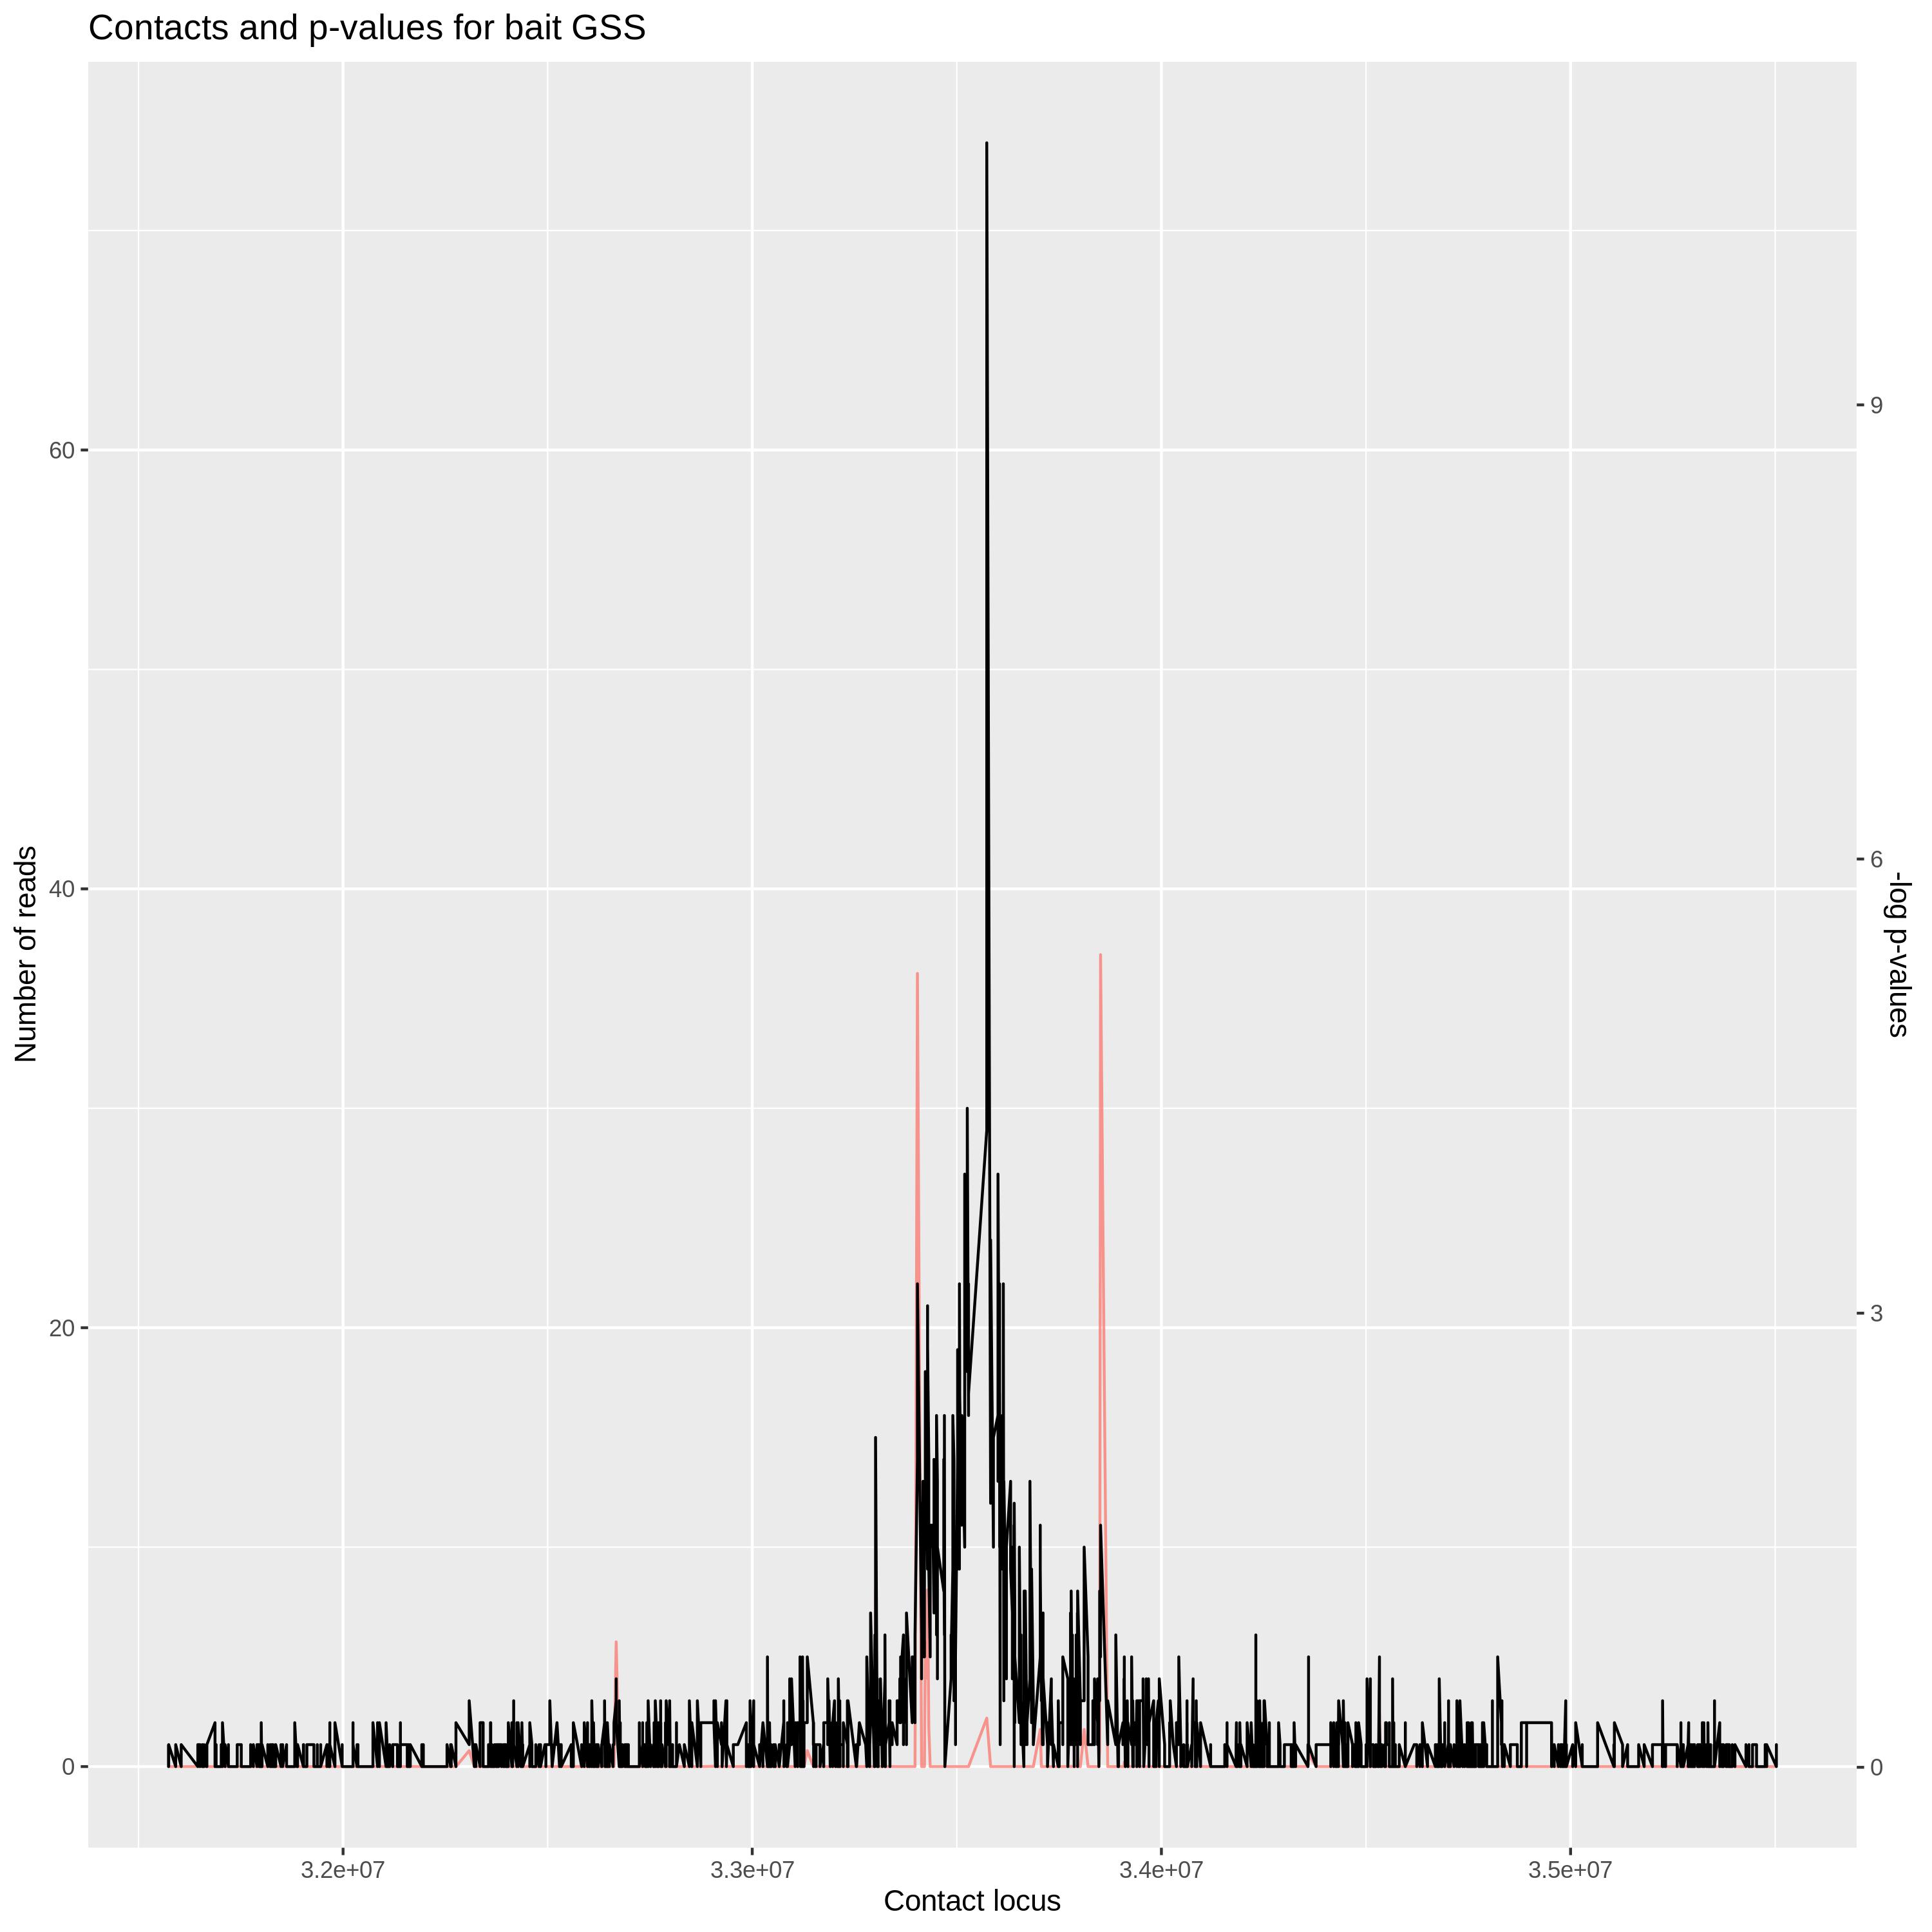 Contacts and p-values for bait GSS
60
40
20
0
Number of reads
9
6
3
0
-log p-values
3.2e+07 3.3e+07 3.4e+07 3.5e+07
Contact locus